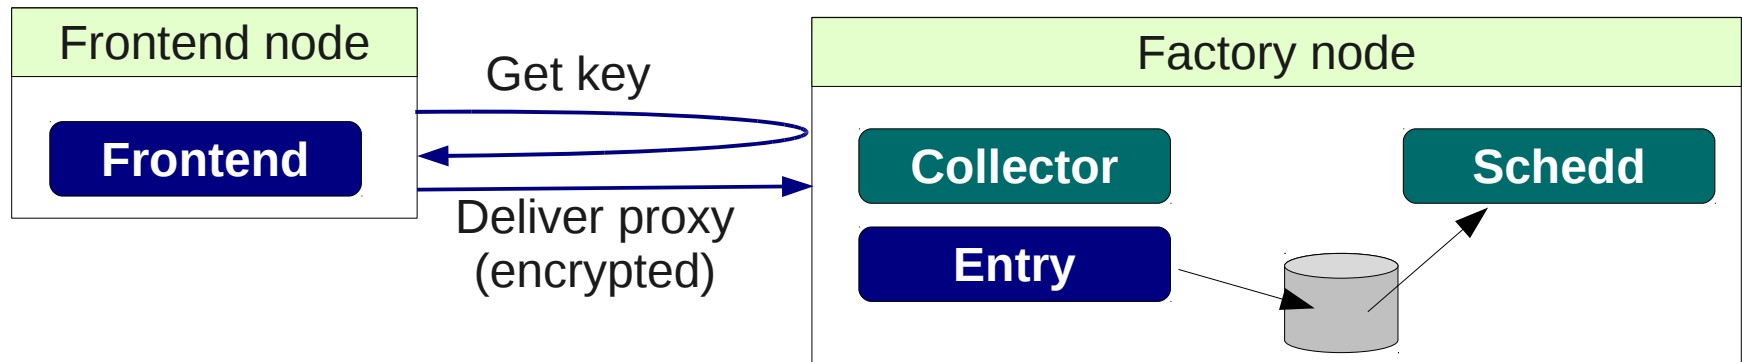 Frontend node
Get key
Frontend
Deliver proxy
(encrypted)
Factory node
Collector
Schedd
Entry